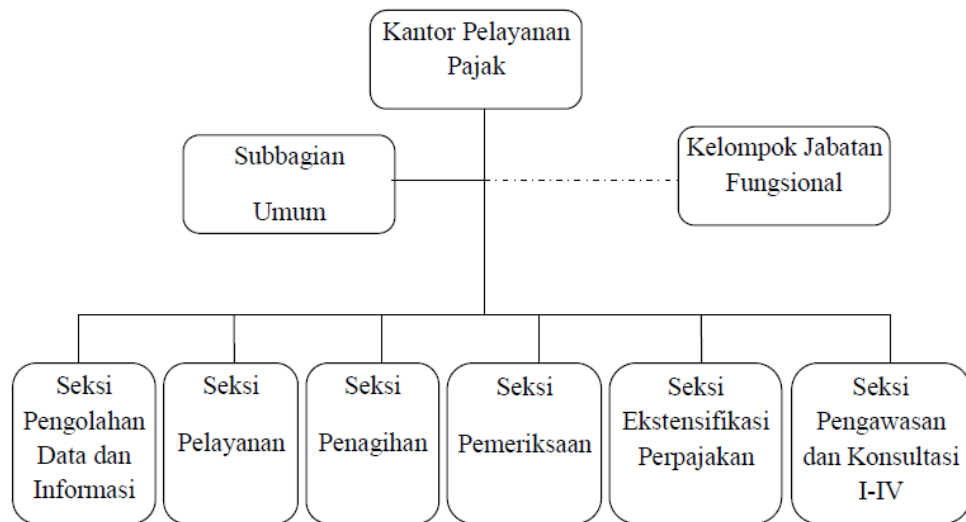 Kantor Pelayanan
Pajak
Subbagian
Umum
Kelompok Jabatan
Fungsional
Seksi
Pengolahan
Data dan
Informasi
Seksi
Pelayanan
Seksi
Penagihan
Seksi
Pemeriksaan
Seksi
Ekstensifikasi
Perpajakan
Seksi
Pengawasan
dan Konsultasi
I-IV